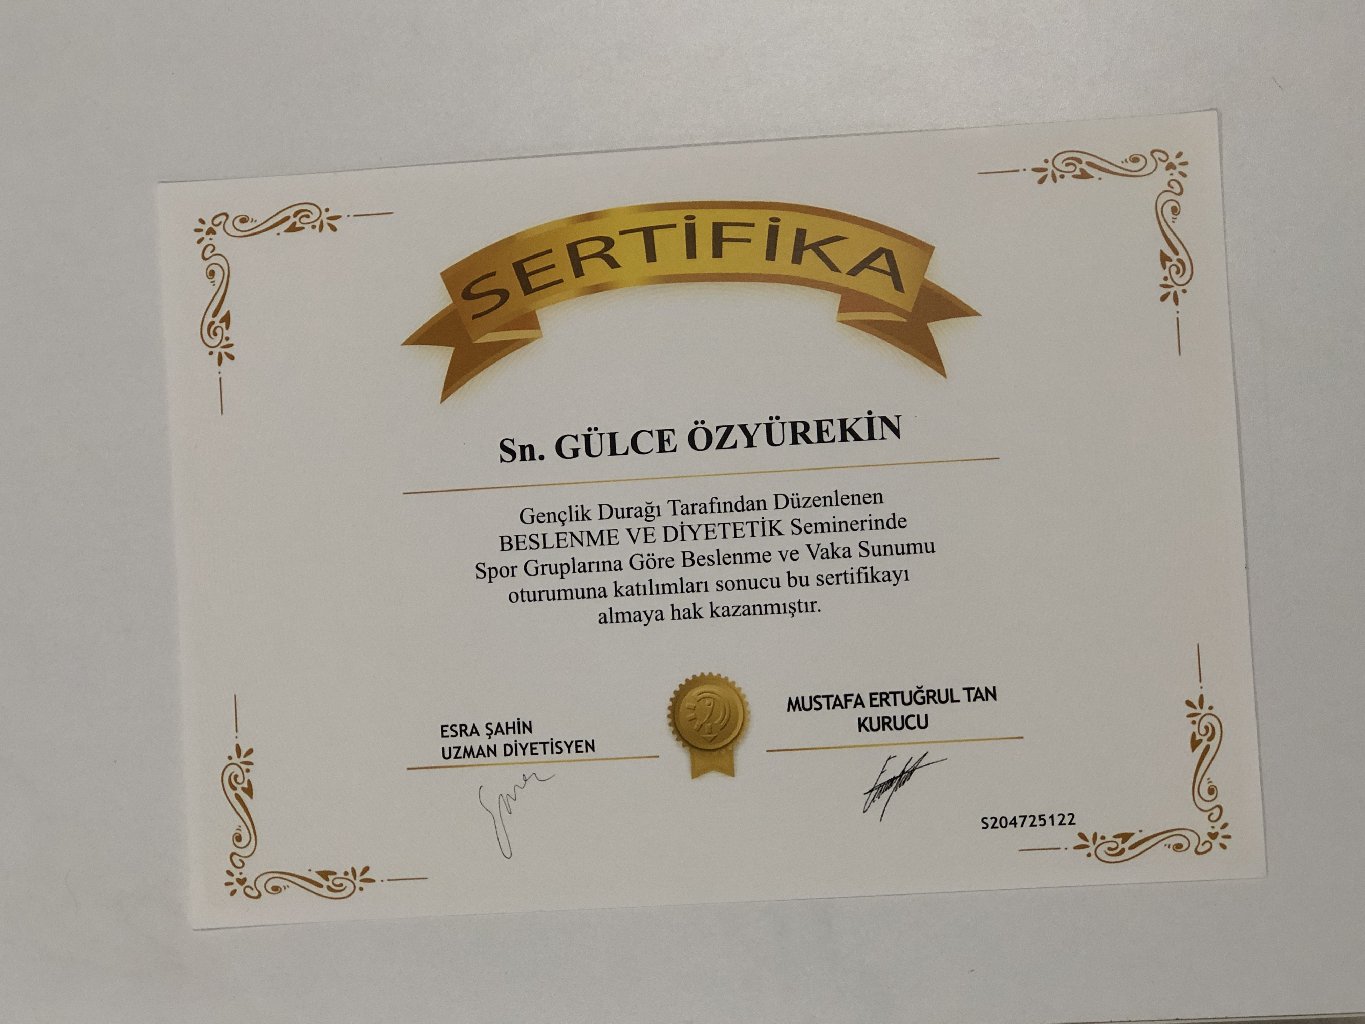 SERTİFİKA
Sn. GÜLCE ÖZYÜREKİN
Gençlik Durağı Tarafından Düzenlenen
BESLENME VE DİYETETİK Seminerinde
Spor Gruplarına Göre Beslenme ve Vaka Sunumu
oturumuna katılımları sonucu bu sertifikayı
almaya hak kazanmıştır.
ESRA ŞAHİN
UZMAN DİYETİSYEN
MUSTAFA ERTUĞRUL TAN
KURUCU
S204725122